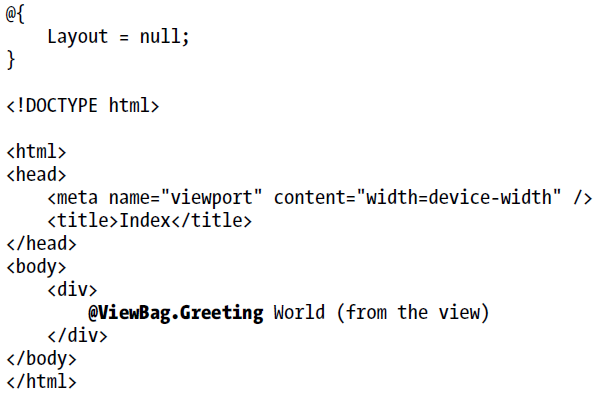 @{
    Layout = null;
}

<!DOCTYPE html>

<html>
<head>
    <meta name="viewport" content="width=device-width" />
    <title>Index</title>
</head>
<body>
    <div>
        @ViewBag.Greeting World (from the view)
    </div>
</body>
</html>